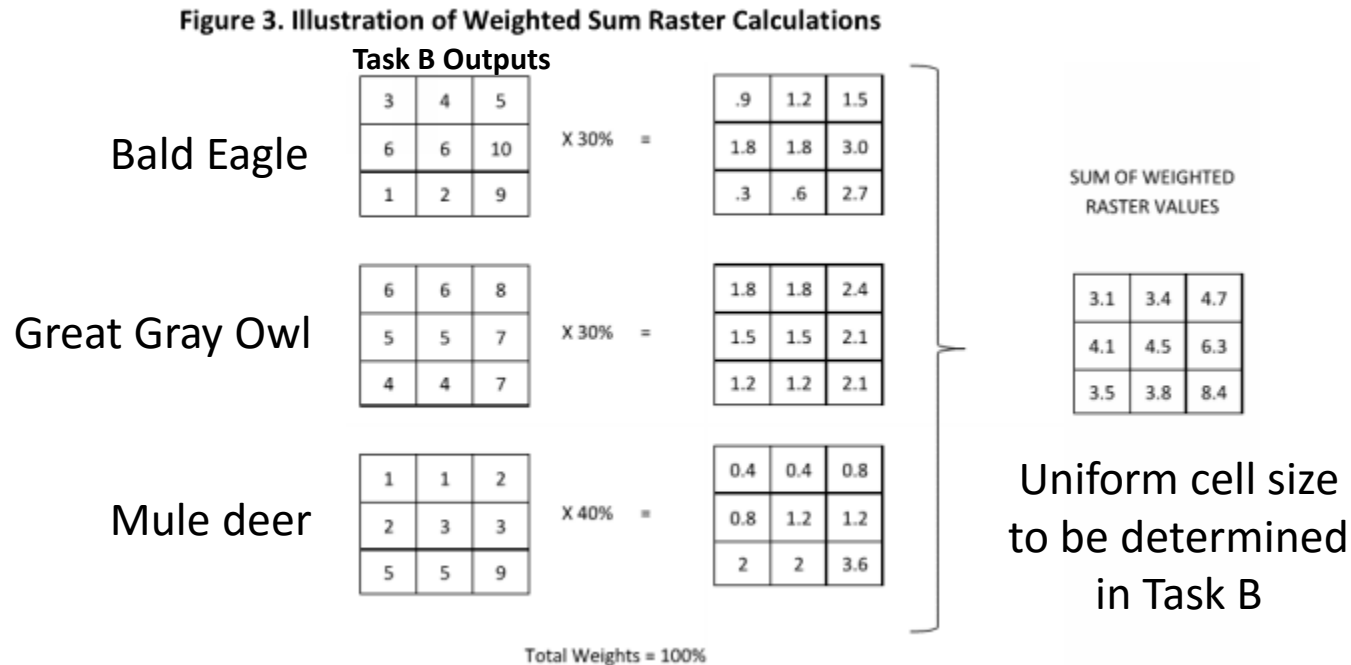 Figure 3. Illustration of Weighted Sum Raster Calculations
Task B Outputs
Bald Eagle
3 4 5
6 6 10
1 2 9
X 30% =
.9 1.2 1.5
1.8 1.8 3.0
.3 .6 2.7
Great Gray Owl
6 6 8
5 5 7
4 4 7
X 30% =
1.8 1.8 2.4
1.5 1.5 2.1
1.2 1.2 2.1
Mule deer
1 1 2
2 3 3
5 5 9
X 40% =
0.4 0.4 0.8
0.8 1.2 1.2
2 2 3.6
Total Weights = 100%
SUM OF WEIGHTED
RASTER VALUES
3.1 3.4 4.7
4.1 4.5 6.3
3.5 3.8 8.4
Uniform cell size
to be determined
in Task B